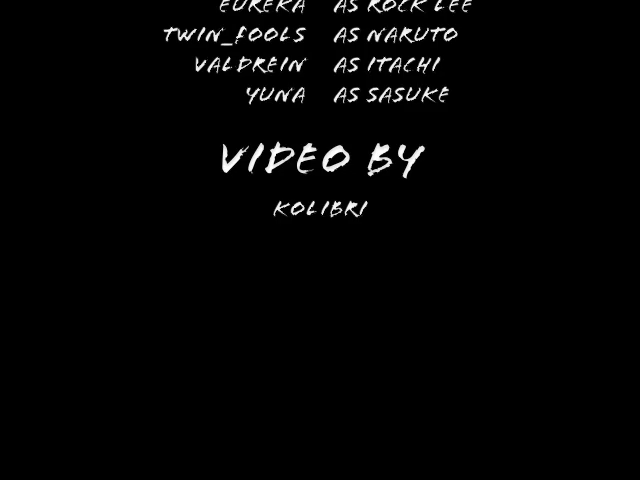 EUREKA AS ROCK LEE
TWIN_FOOLS AS NARUTO
VALDREIN AS ITACHI
YUNA AS SASUKE
VIDEO BY
KOLIBRI